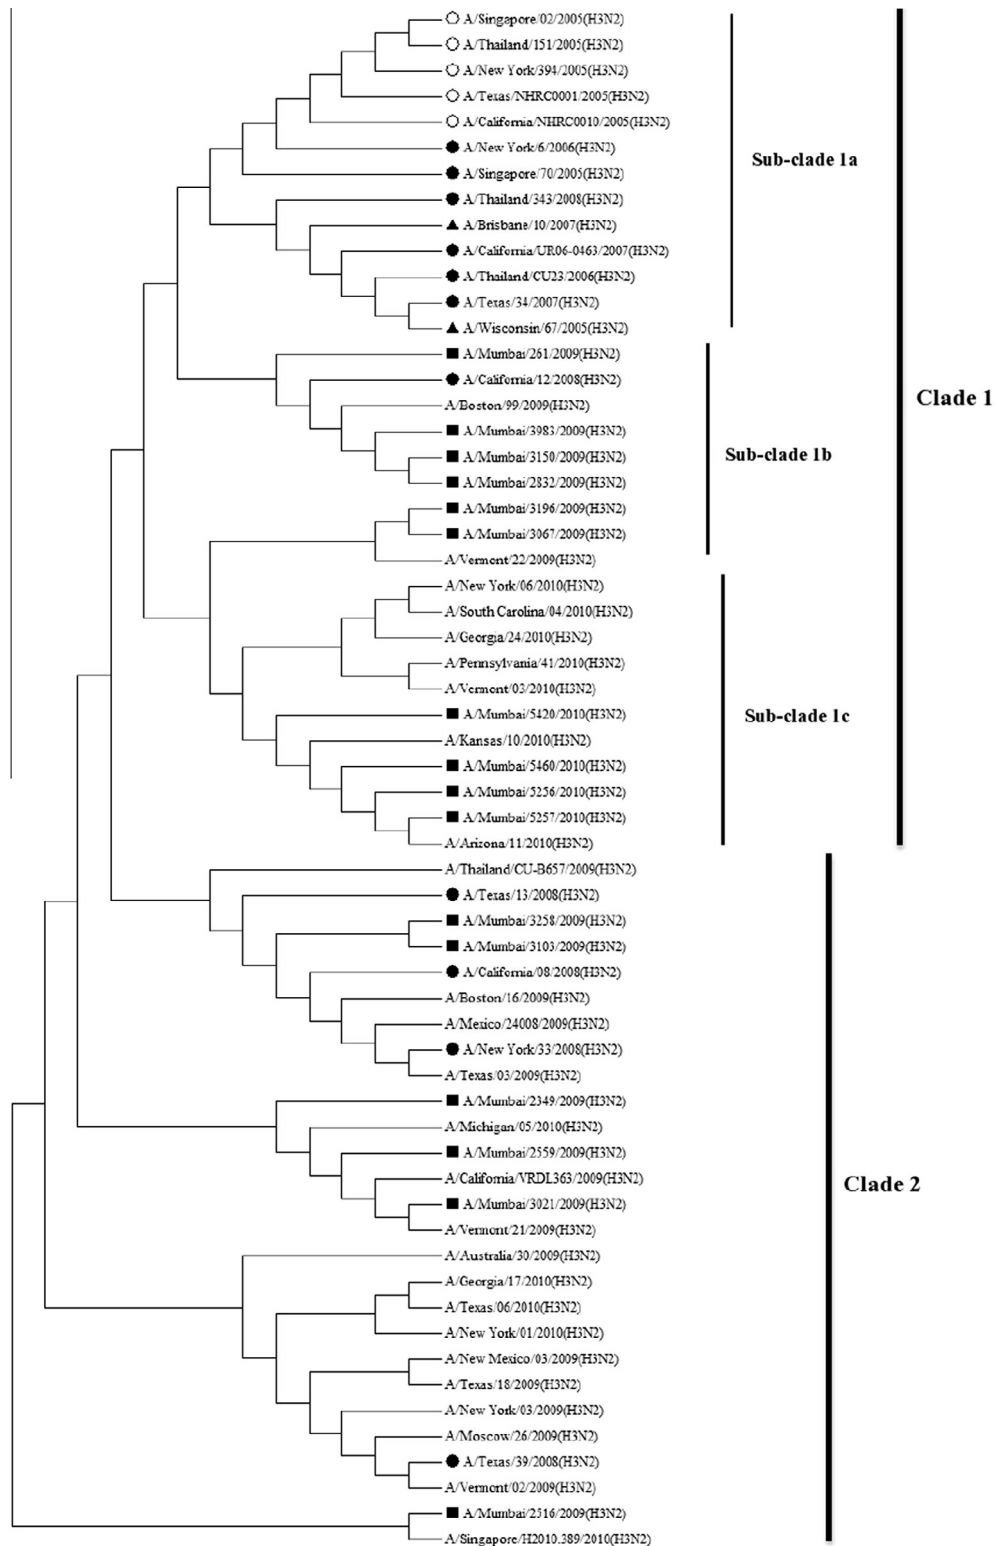 A/Singapore/02/2005(H3N2)
A/Thailand/151/2005(H3N2)
A/New York/394/2005(H3N2)
A/Texas/NHRC0001/2005(H3N2)
A/California/NHRC0010/2005(H3N2)
A/New York/6/2006(H3N2)
Sub-clade 1a
A/Singapore/70/2005(H3N2)
A/Thailand/343/2008(H3N2)
A/Brisbane/10/2007(H3N2)
A/California/UR06-0463/2007(H3N2)
A/Thailand/CU23/2006(H3N2)
A/Texas/34/2007(H3N2)
A/Wisconsin/67/2005(H3N2)
A/Mumbai/261/2009(H3N2)
A/California/12/2008(H3N2)
Clade 1
A/Boston/99/2009(H3N2)
A/Mumbai/3983/2009(H3N2)
A/Mumbai/3150/2009(H3N2)
Sub-clade 1b
A/Mumbai/2832/2009(H3N2)
A/Mumbai/3196/2009(H3N2)
A/Mumbai/3067/2009(H3N2)
A/Vermont/22/2009(H3N2)
A/New York/06/2010(H3N2)
A/South Carolina/04/2010(H3N2)
A/Georgia/24/2010(H3N2)
A/Pennsylvania/41/2010(H3N2)
A/Vermont/03/2010(H3N2)
A/Mumbai/5420/2010(H3N2)
Sub-clade 1c
A/Kansas/10/2010(H3N2)
A/Mumbai/5460/2010(H3N2)
A/Mumbai/5256/2010(H3N2)
A/Mumbai/5257/2010(H3N2)
A/Arizona/11/2010(H3N2)
A/Thailand/CU-B657/2009(H3N2)
A/Texas/13/2008(H3N2)
A/Mumbai/3258/2009(H3N2)
A/Mumbai/3103/2009(H3N2)
A/California/08/2008(H3N2)
A/Boston/16/2009(H3N2)
A/Mexico/24008/2009(H3N2)
A/New York/33/2008(H3N2)
A/Texas/03/2009(H3N2)
A/Mumbai/2349/2009(H3N2)
A/Michigan/05/2010(H3N2)
A/Mumbai/2559/2009(H3N2)
A/California/VRDL363/2009(H3N2)
Clade 2
A/Mumbai/3021/2009(H3N2)
A/Vermont/21/2009(H3N2)
A/Australia/30/2009(H3N2)
A/Georgia/17/2010(H3N2)
A/Texas/06/2010(H3N2)
A/New York/01/2010(H3N2)
A/New Mexico/03/2009(H3N2)
A/Texas/18/2009(H3N2)
A/New York/03/2009(H3N2)
A/Moscow/26/2009(H3N2)
A/Texas/39/2008(H3N2)
A/Vermont/02/2009(H3N2)
A/Mumbai/2516/2009(H3N2)
A/Singapore/H2010.389/2010(H3N2)